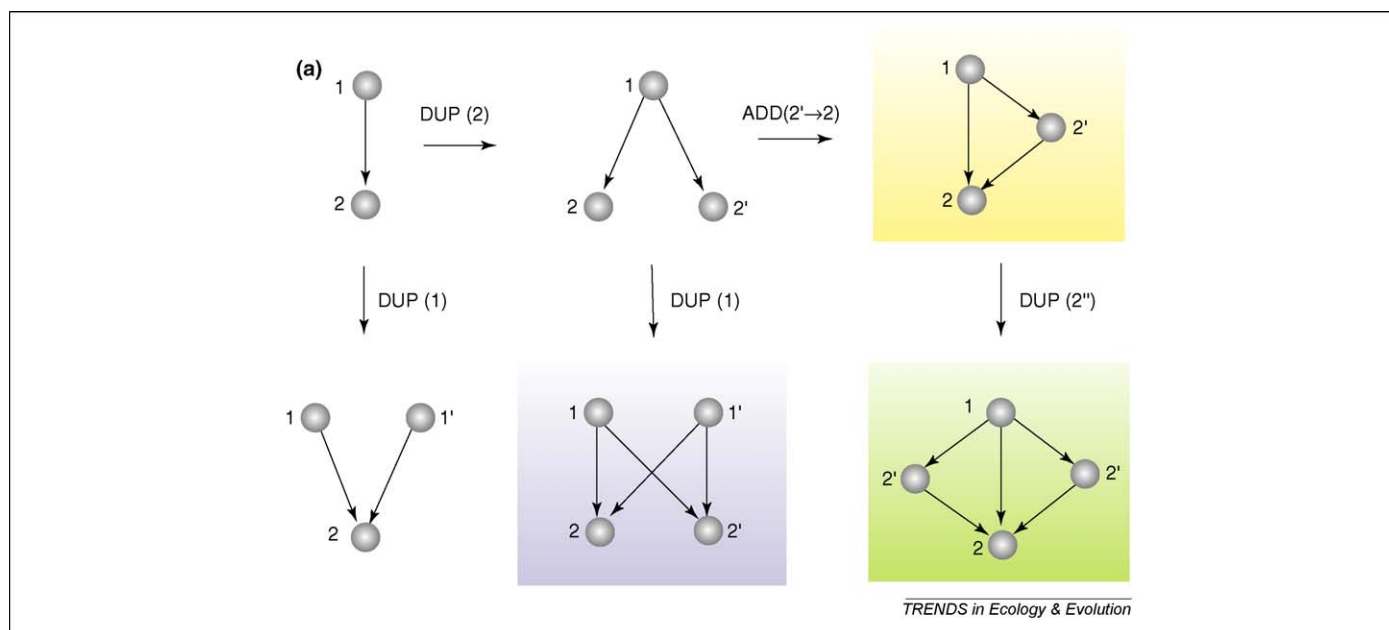 (a)
1
2
DUP (2)
1
2
2'
ADD(2'→2)
1
2'
2
DUP (1)
DUP (1)
DUP (2'')
1
1'
2
1
1'
2
2'
1
2'
2'
2
TRENDS in Ecology & Evolution